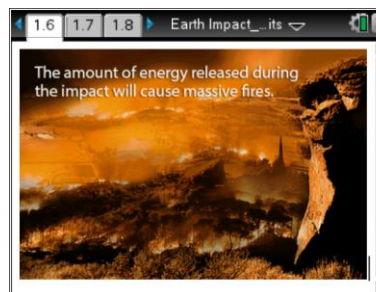 1.6 1.7 1.8 Earth Impact_...its
The amount of energy released during
the impact will cause massive fires.